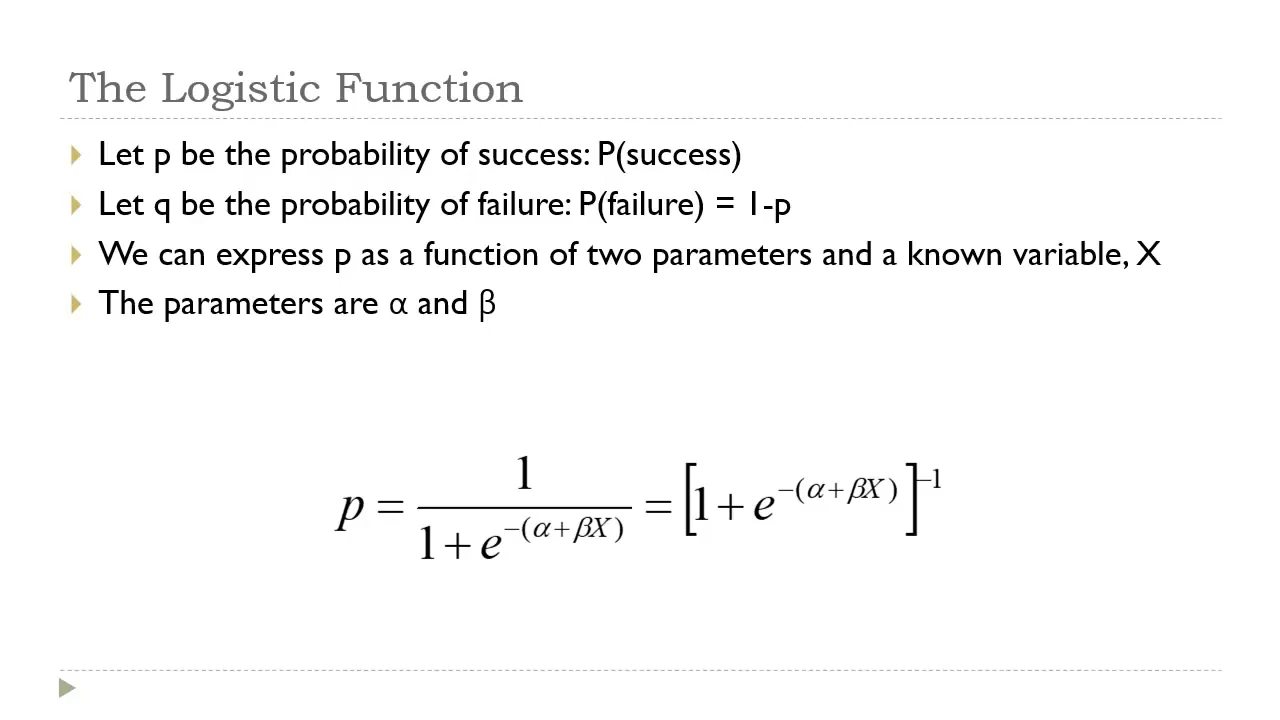 The Logistic Function
Let p be the probability of success: P(success)
Let q be the probability of failure: P(failure) = 1-p
We can express p as a function of two parameters and a known variable, X
The parameters are α and β
p = 1 / (1 + e^{-(α+βX)}) = [1 + e^{-(α+βX)}]^{-1}